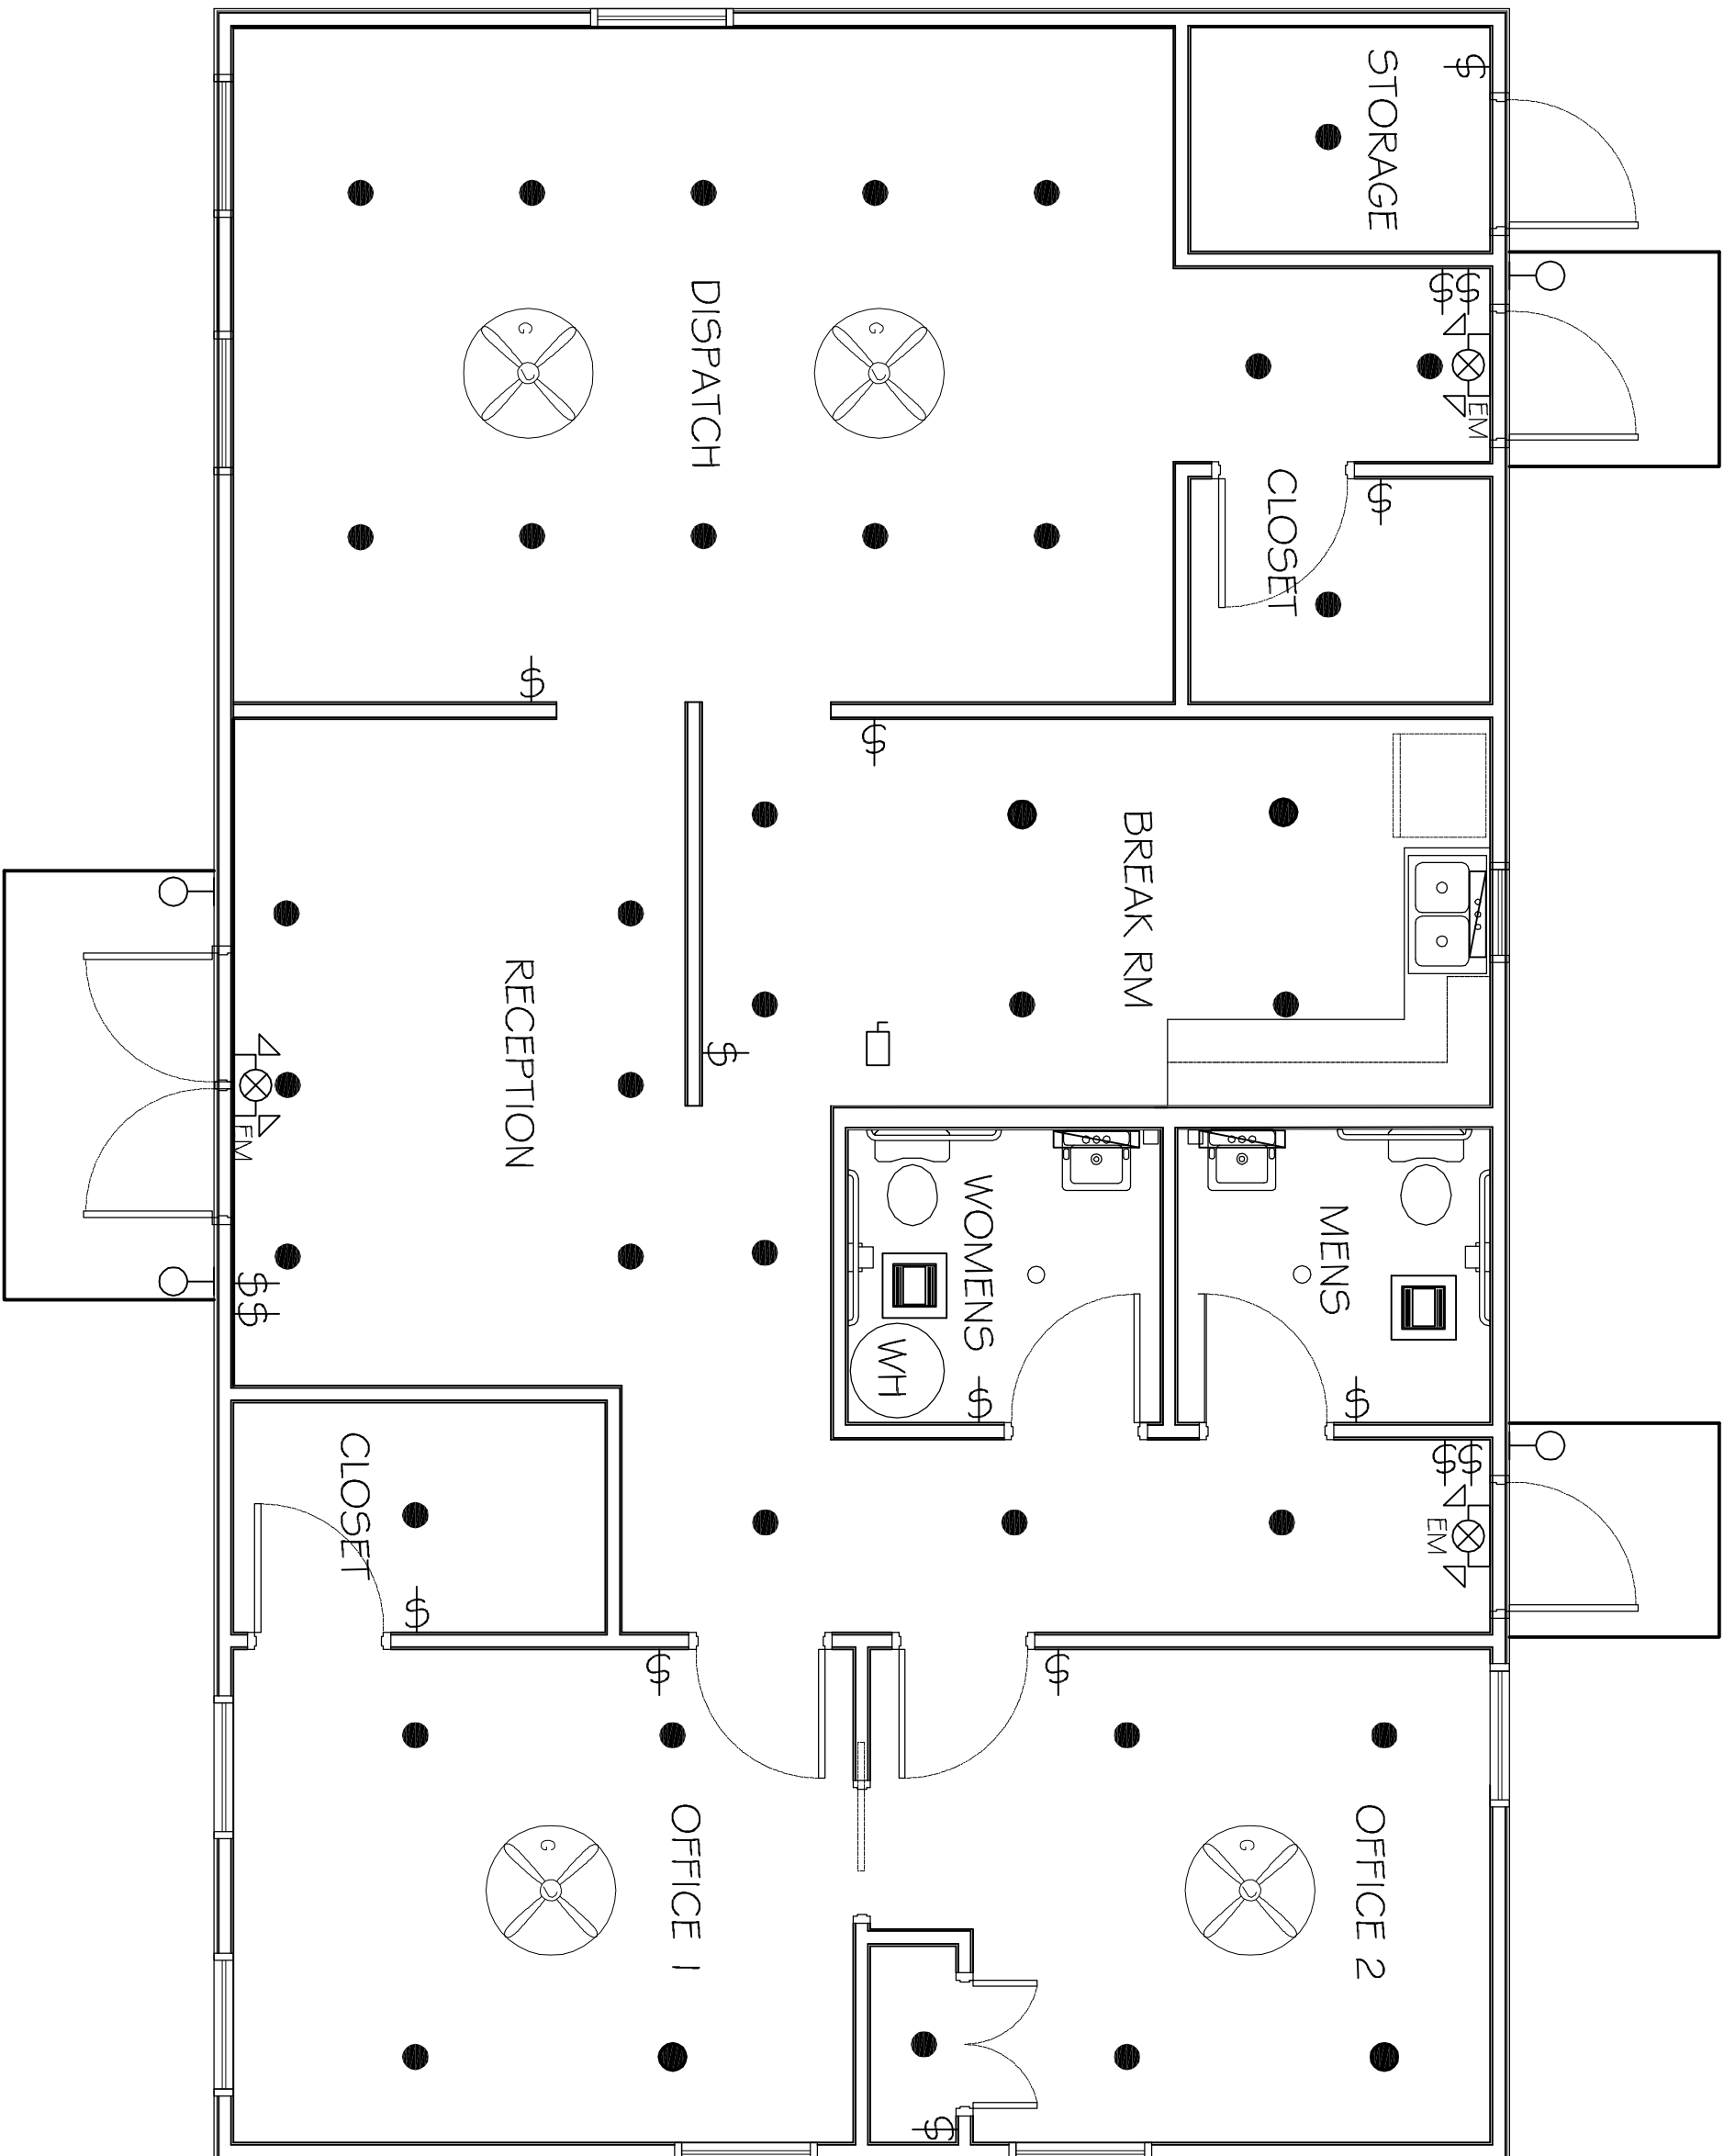 EM
EM
STORAGE
OFFICE 2
MENS
CLOSET
BREAK RM
WOMENS
WH
DISPATCH
OFFICE 1
RECEPTION
CLOSET
EM